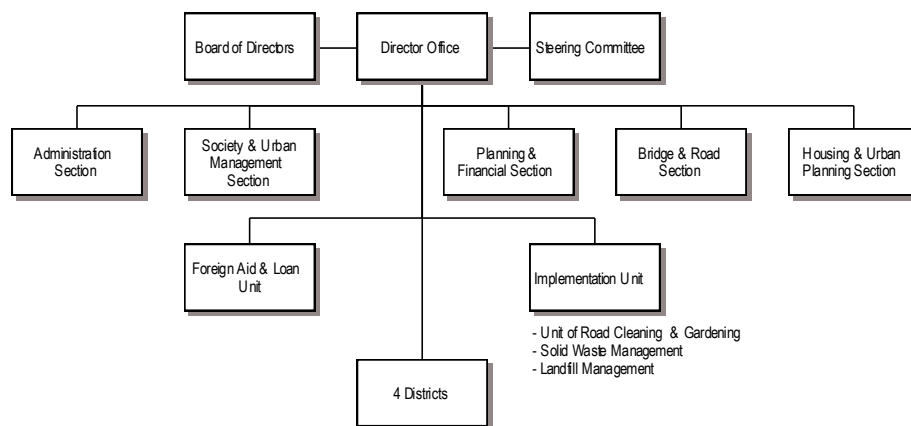 Board of Directors
Director Office
Steering Committee
Administration
Section
Society & Urban
Management
Section
Planning &
Financial Section
Bridge & Road
Section
Housing & Urban
Planning Section
Foreign Aid & Loan
Unit
Implementation Unit
- Unit of Road Cleaning & Gardening
- Solid Waste Management
- Landfill Management
4 Districts